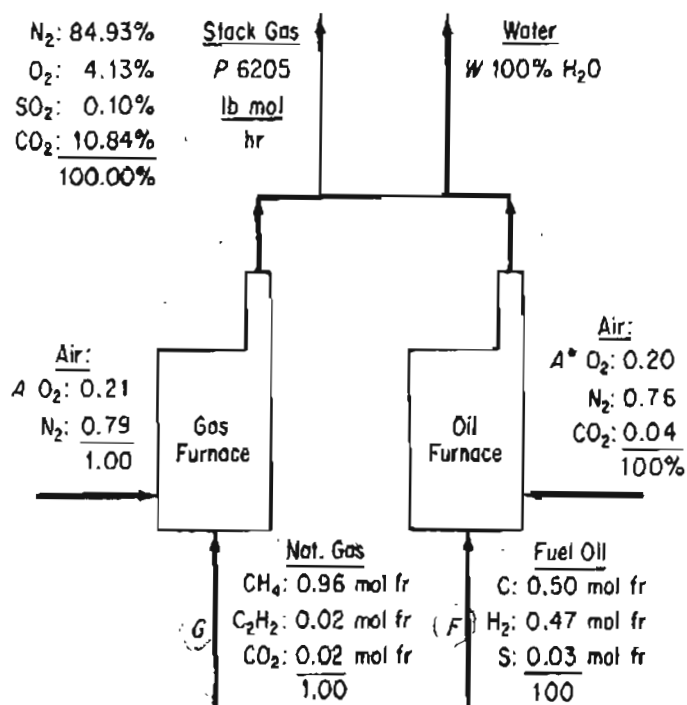 N₂: 84.93%
O₂: 4.13%
SO₂: 0.10%
CO₂: 10.84%
100.00%
Stack Gas
P 6205
lb mol
hr
Water
W 100% H₂O
Air:
A O₂: 0.21
N₂: 0.79
1.00
Gas
Furnace
Oil
Furnace
Air:
A* O₂: 0.20
N₂: 0.76
CO₂: 0.04
100%
Nat. Gas
G
CH₄: 0.96 mol fr
C₂H₂: 0.02 mol fr
CO₂: 0.02 mol fr
1.00
Fuel Oil
(F)
C: 0.50 mol fr
H₂: 0.47 mol fr
S: 0.03 mol fr
100